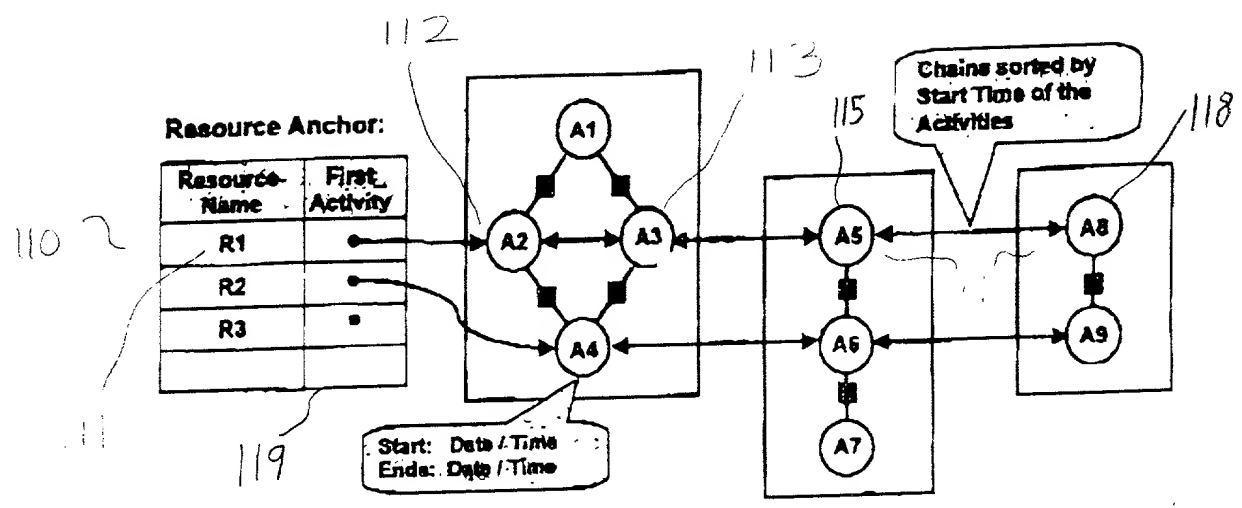 112
113
Chains sorted by
Start Time of the
Activities
115
118
Resource Anchor:
A1
Resource
Name
First
Activity
110
R1
A2
A3
A5
A8
R2
R3
A4
A6
A9
11
119
Start: Date / Time
Ends: Date / Time
A7